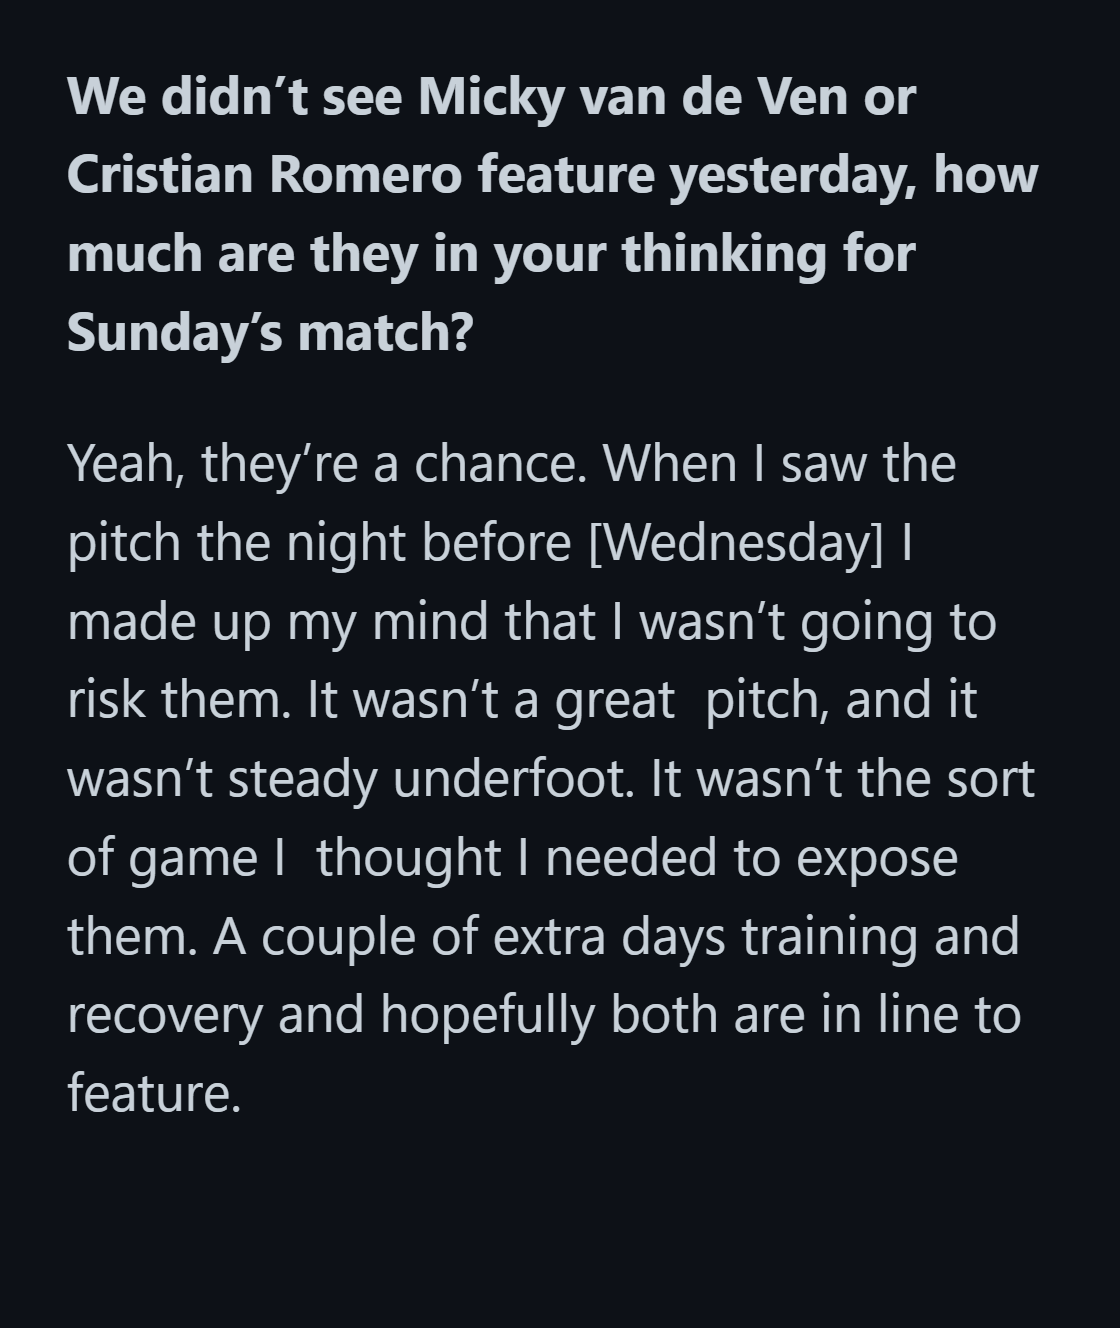 We didn’t see Micky van de Ven or
Cristian Romero feature yesterday, how
much are they in your thinking for
Sunday’s match?
Yeah, they’re a chance. When I saw the
pitch the night before [Wednesday] I
made up my mind that I wasn’t going to
risk them. It wasn’t a great  pitch, and it
wasn’t steady underfoot. It wasn’t the sort
of game I  thought I needed to expose
them. A couple of extra days training and
recovery and hopefully both are in line to
feature.